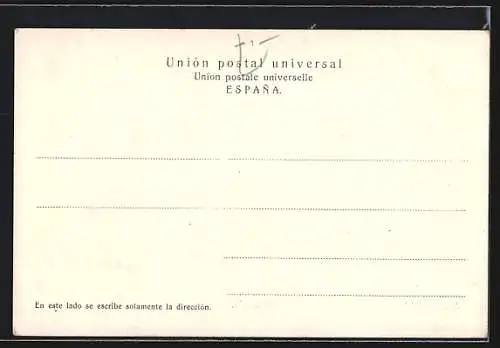 Unión postal universal
Union postale universelle
ESPAÑA.
En este lado se escribe solamente la dirección.